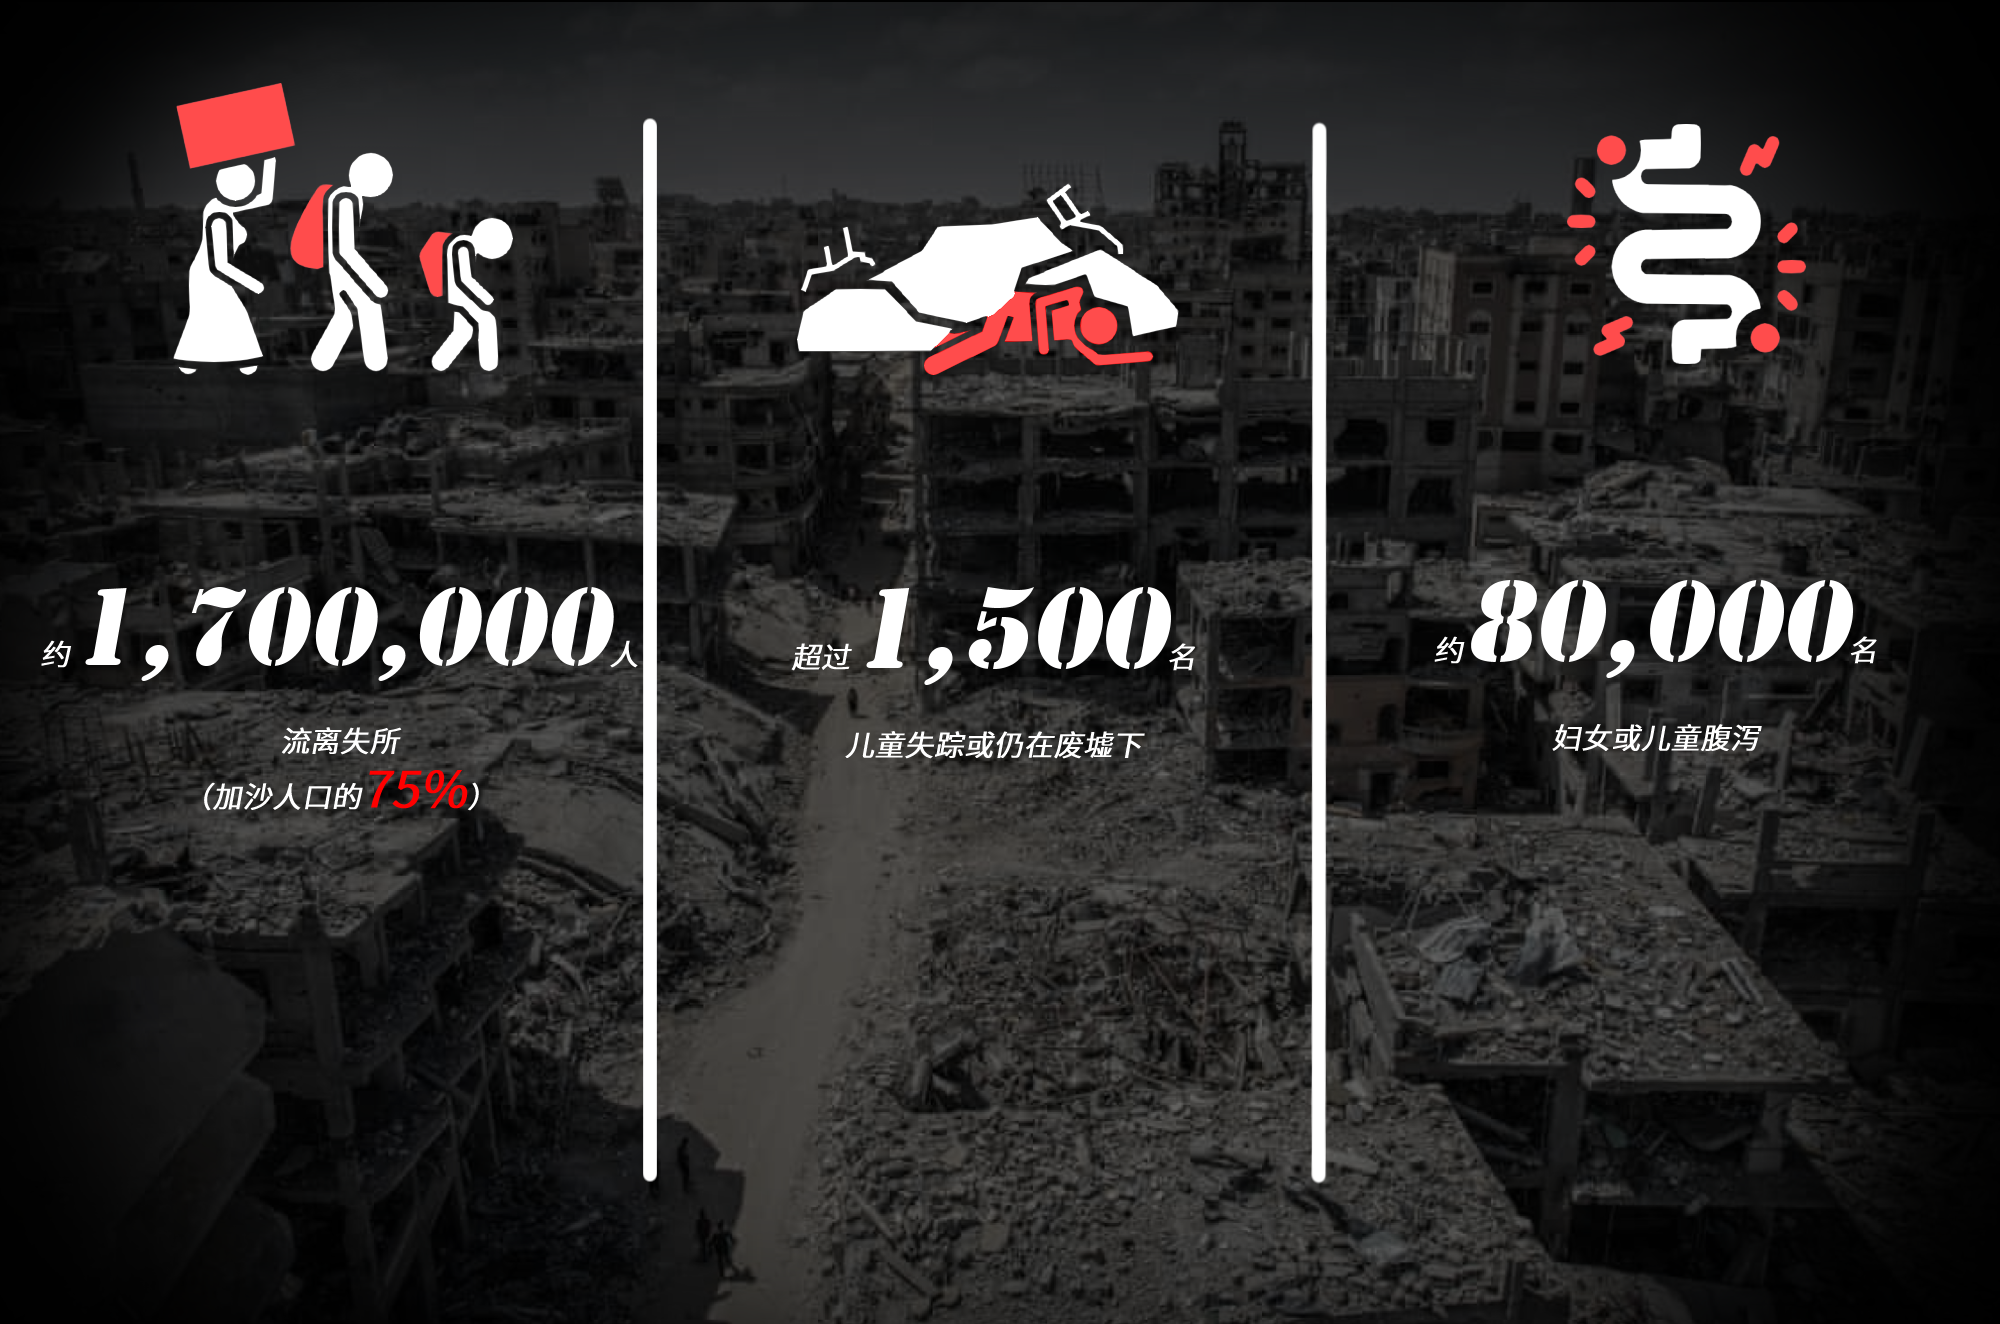 约1,700,000人
流离失所
（加沙人口的75%）
超过1,500名
儿童失踪或仍在废墟下
约80,000名
妇女或儿童腹泻